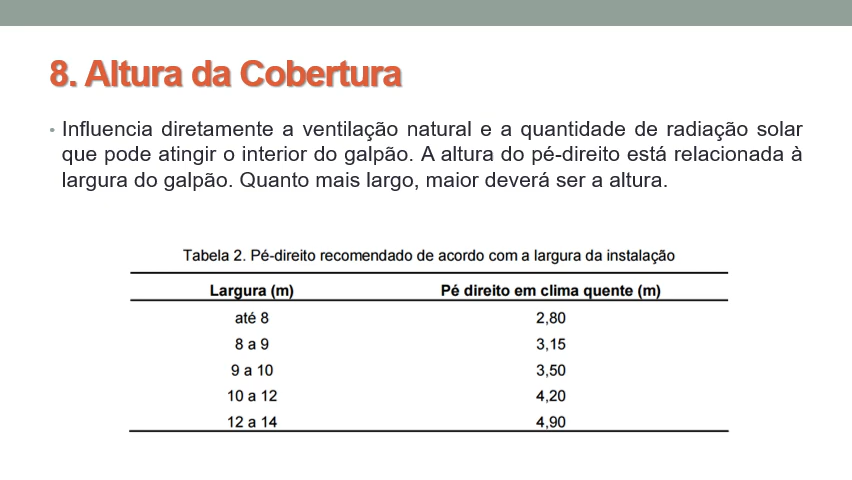 8. Altura da Cobertura
• Influencia diretamente a ventilação natural e a quantidade de radiação solar
que pode atingir o interior do galpão. A altura do pé-direito está relacionada à
largura do galpão. Quanto mais largo, maior deverá ser a altura.
Tabela 2. Pé-direito recomendado de acordo com a largura da instalação
Largura (m) Pé direito em clima quente (m)
até 8 2,80
8 a 9 3,15
9 a 10 3,50
10 a 12 4,20
12 a 14 4,90